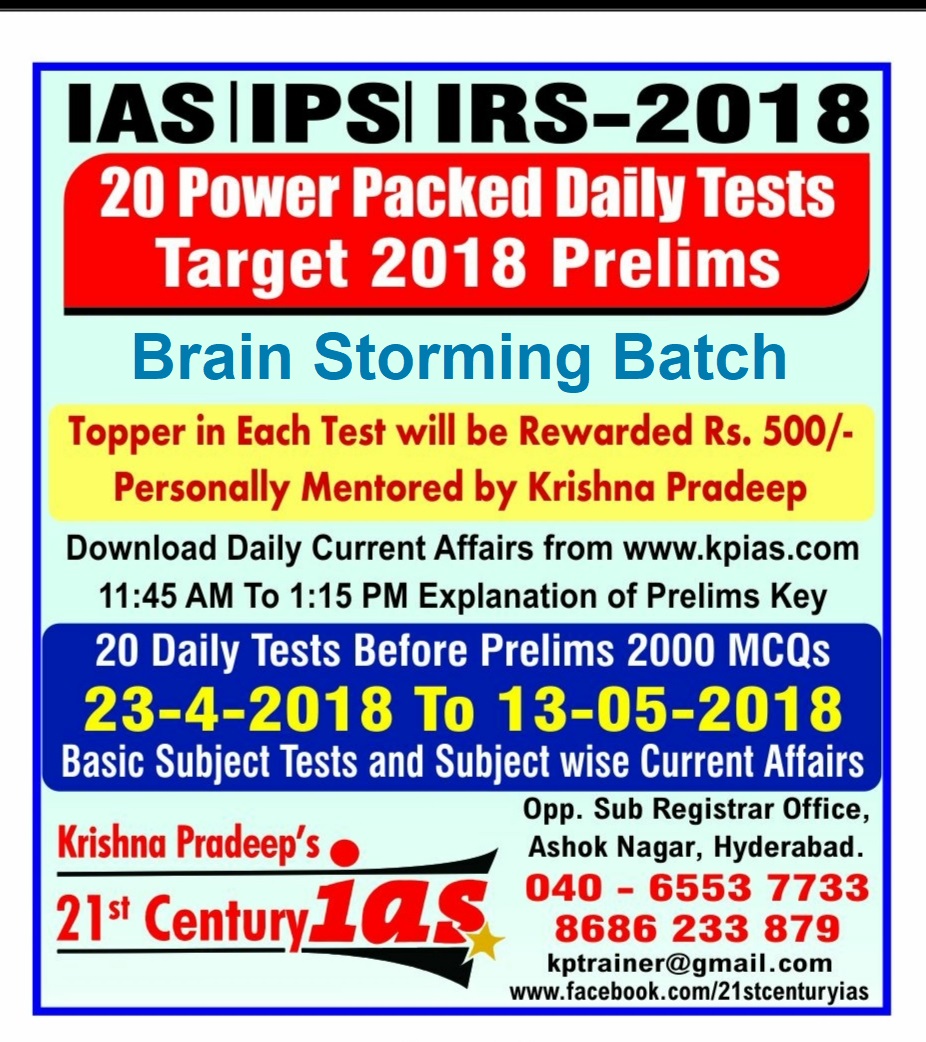 IAS|IPS| IRS-2018
20 Power Packed Daily Tests
Target 2018 Prelims
Brain Storming Batch
Topper in Each Test will be Rewarded Rs. 500/-
Personally Mentored by Krishna Pradeep
Download Daily Current Affairs from www.kpias.com
11:45 AM To 1:15 PM Explanation of Prelims Key
20 Daily Tests Before Prelims 2000 MCQs
23-4-2018 To 13-05-2018
Basic Subject Tests and Subject wise Current Affairs
Krishna Pradeep's
21st Century ias
Opp. Sub Registrar Office,
Ashok Nagar, Hyderabad.
040 - 6553 7733
8686 233 879
kptrainer@gmail.com
www.facebook.com/21stcenturyias